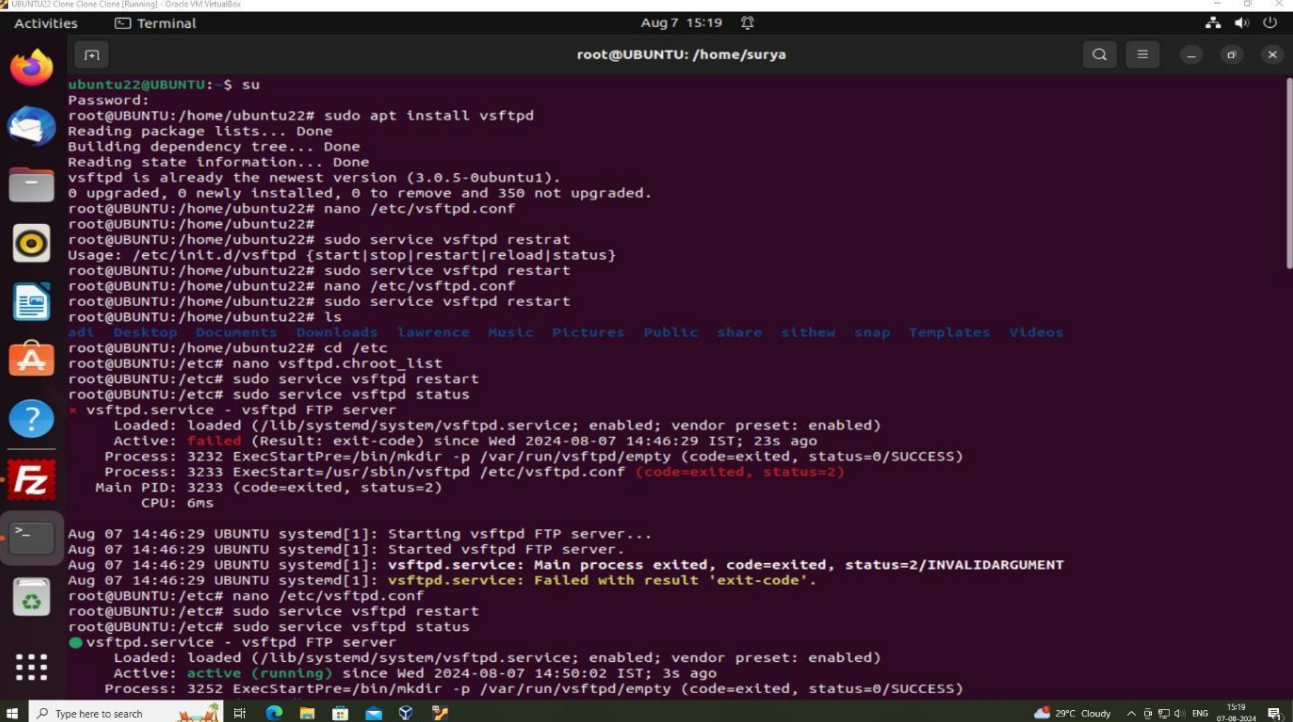 UBUNTU22 Clone Clone Clone [Running] - Oracle VM VirtualBox
Activities
Terminal
Aug 7 15:19
root@UBUNTU: /home/surya
ubuntu22@UBUNTU:~$ su
Password:
root@UBUNTU:/home/ubuntu22# sudo apt install vsftpd
Reading package lists... Done
Building dependency tree... Done
Reading state information... Done
vsftpd is already the newest version (3.0.5-0ubuntu1).
0 upgraded, 0 newly installed, 0 to remove and 350 not upgraded.
root@UBUNTU:/home/ubuntu22# nano /etc/vsftpd.conf
root@UBUNTU:/home/ubuntu22#
root@UBUNTU:/home/ubuntu22# sudo service vsftpd restrat
Usage: /etc/init.d/vsftpd {start|stop|restart|reload|status}
root@UBUNTU:/home/ubuntu22# sudo service vsftpd restart
root@UBUNTU:/home/ubuntu22# nano /etc/vsftpd.conf
root@UBUNTU:/home/ubuntu22# sudo service vsftpd restart
root@UBUNTU:/home/ubuntu22# ls
adi Desktop Documents Downloads lawrence Music Pictures Public share sithew snap Templates Videos
root@UBUNTU:/home/ubuntu22# cd /etc
root@UBUNTU:/etc# nano vsftpd.chroot_list
root@UBUNTU:/etc# sudo service vsftpd restart
root@UBUNTU:/etc# sudo service vsftpd status
× vsftpd.service - vsftpd FTP server
Loaded: loaded (/lib/systemd/system/vsftpd.service; enabled; vendor preset: enabled)
Active: failed (Result: exit-code) since Wed 2024-08-07 14:46:29 IST; 23s ago
Process: 3232 ExecStartPre=/bin/mkdir -p /var/run/vsftpd/empty (code=exited, status=0/SUCCESS)
Process: 3233 ExecStart=/usr/sbin/vsftpd /etc/vsftpd.conf (code=exited, status=2)
Main PID: 3233 (code=exited, status=2)
CPU: 6ms
Aug 07 14:46:29 UBUNTU systemd[1]: Starting vsftpd FTP server...
Aug 07 14:46:29 UBUNTU systemd[1]: Started vsftpd FTP server.
Aug 07 14:46:29 UBUNTU systemd[1]: vsftpd.service: Main process exited, code=exited, status=2/INVALIDARGUMENT
Aug 07 14:46:29 UBUNTU systemd[1]: vsftpd.service: Failed with result 'exit-code'.
root@UBUNTU:/etc# nano /etc/vsftpd.conf
root@UBUNTU:/etc# sudo service vsftpd restart
root@UBUNTU:/etc# sudo service vsftpd status
● vsftpd.service - vsftpd FTP server
Loaded: loaded (/lib/systemd/system/vsftpd.service; enabled; vendor preset: enabled)
Active: active (running) since Wed 2024-08-07 14:50:02 IST; 3s ago
Process: 3252 ExecStartPre=/bin/mkdir -p /var/run/vsftpd/empty (code=exited, status=0/SUCCESS)
Type here to search
29°C Cloudy
ENG
15:19
07-08-2024